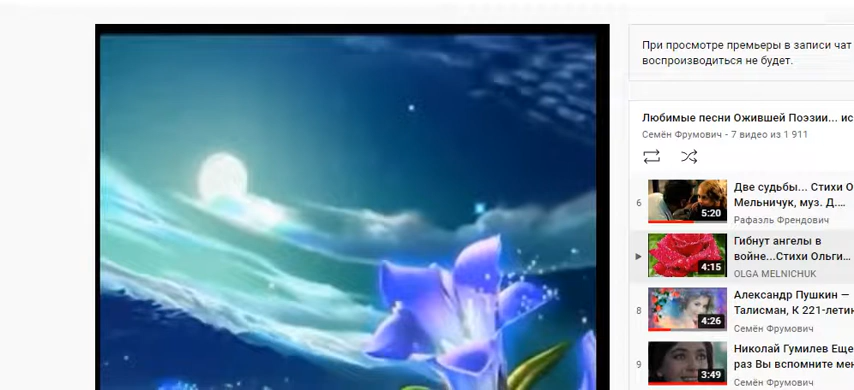 При просмотре премьеры в записи чат
воспроизводиться не будет.
Любимые песни Ожившей Поэзии... ис
Семён Фрумович - 7 видео из 1 911
6
5:20
Две судьбы... Стихи О
Мельничук, муз. Д....
Рафаэль Френдович
4:15
Гибнут ангелы в
войне...Стихи Ольги...
OLGA MELNICHUK
8
4:26
Александр Пушкин —
Талисман, К 221-лети
Семён Фрумович
9
3:49
Николай Гумилев Еще
раз Вы вспомните ме
Семён Фрумович